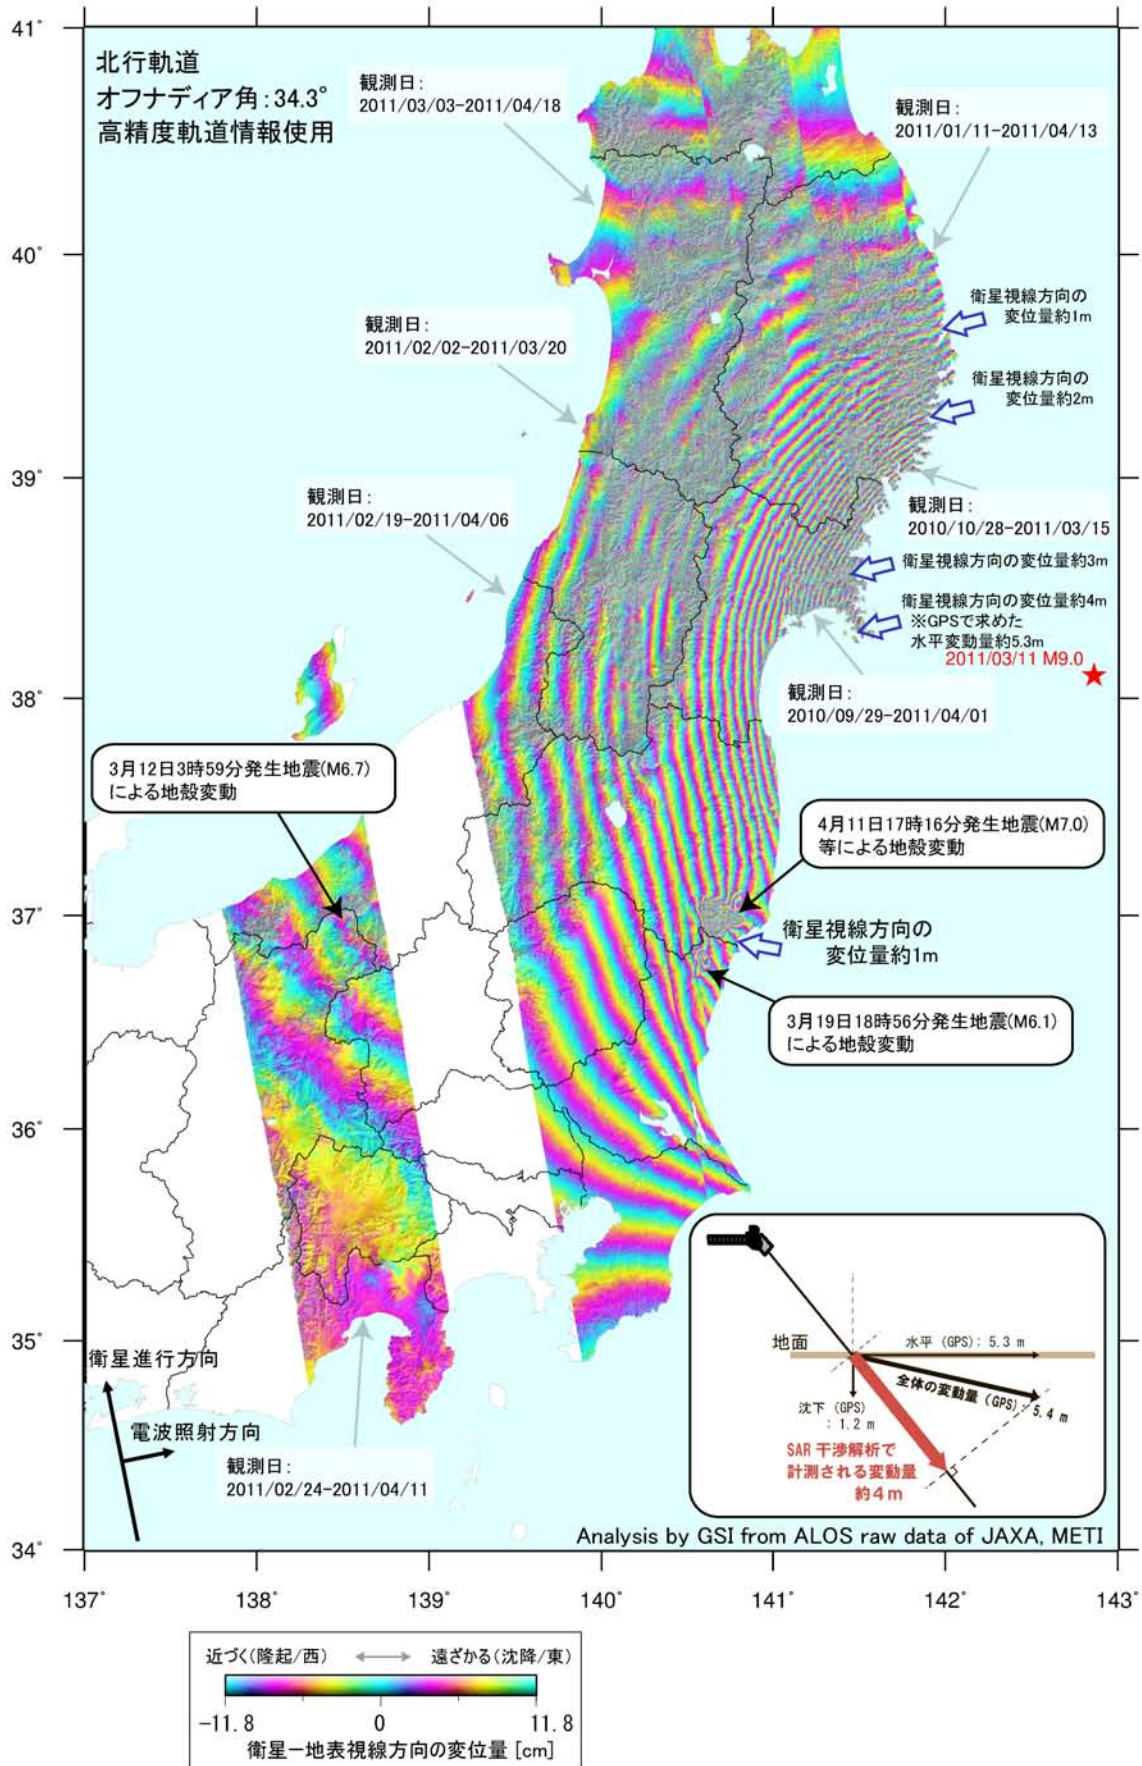 北行軌道
オフナディア角：34.3°
高精度軌道情報使用
観測日：
2011/03/03-2011/04/18
観測日：
2011/01/11-2011/04/13
衛星視線方向の
変位量約1m
観測日：
2011/02/02-2011/03/20
衛星視線方向の
変位量約2m
観測日：
2011/02/19-2011/04/06
観測日：
2010/10/28-2011/03/15
衛星視線方向の変位量約3m
衛星視線方向の変位量約4m
※GPSで求めた
水平変動量約5.3m
2011/03/11 M9.0
観測日：
2010/09/29-2011/04/01
3月12日3時59分発生地震(M6.7)
による地殻変動
4月11日17時16分発生地震(M7.0)
等による地殻変動
衛星視線方向の
変位量約1m
3月19日18時56分発生地震(M6.1)
による地殻変動
地面
水平（GPS）：5.3 m
全体の変動量（GPS）：5.4 m
沈下（GPS）
：1.2 m
SAR 干渉解析で
計測される変動量
約4m
衛星進行方向
電波照射方向
観測日：
2011/02/24-2011/04/11
Analysis by GSI from ALOS raw data of JAXA, METI
41°
40°
39°
38°
37°
36°
35°
34°
137° 138° 139° 140° 141° 142° 143°
近づく(隆起/西) 遠ざかる(沈降/東)
-11.8 0 11.8
衛星－地表視線方向の変位量 [cm]